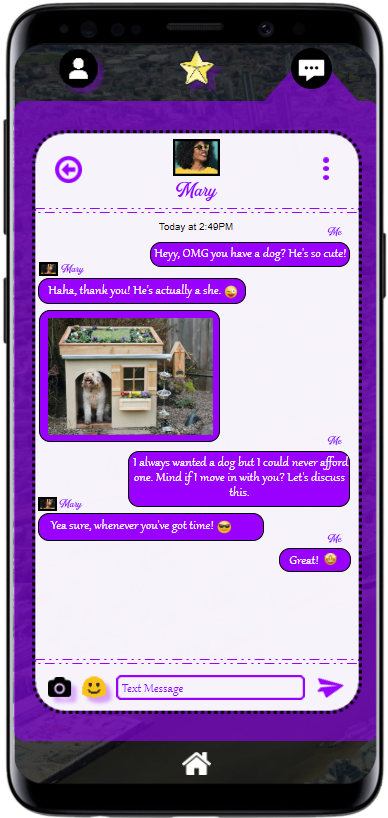 Mary
Today at 2:49PM
Me
Heyy, OMG you have a dog? He's so cute!
Mary
Haha, thank you! He's actually a she. 😜
Me
I always wanted a dog but I could never afford
one. Mind if I move in with you? Let's discuss
this.
Mary
Yea sure, whenever you've got time! 😎
Me
Great! 🤩
Text Message